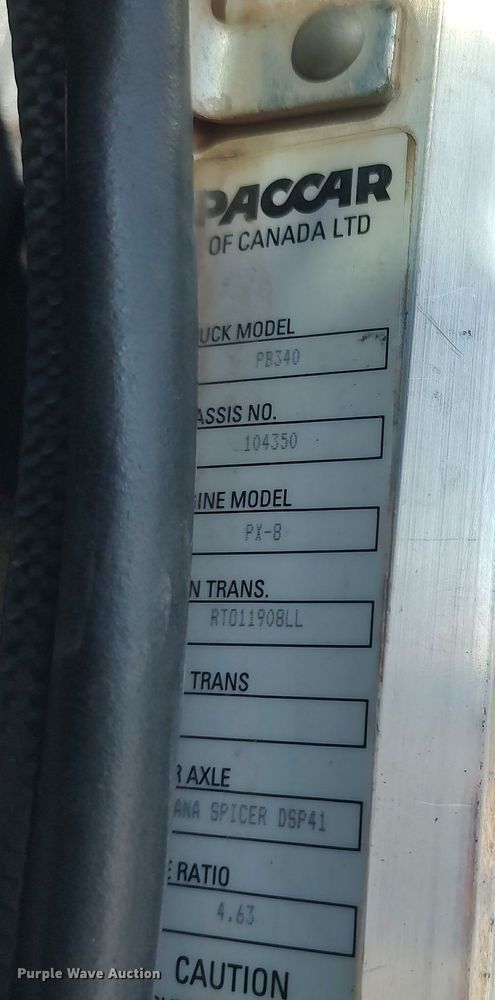 PACCAR
OF CANADA LTD
UCK MODEL
PB340
ASSIS NO.
104350
INE MODEL
PX-8
N TRANS.
RTO11908LL
TRANS
R AXLE
ANA SPICER DSP41
E RATIO
4.63
CAUTION
Purple Wave Auction